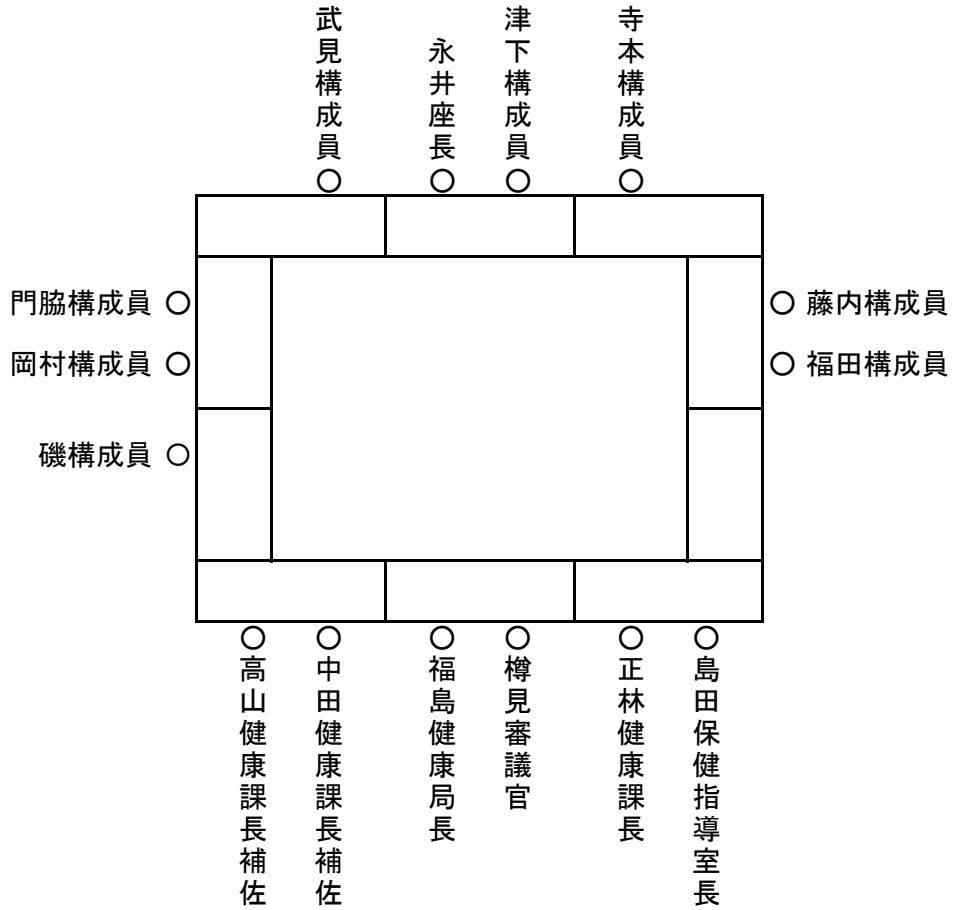 武見構成員
永井座長
津下構成員
寺本構成員
門脇構成員
岡村構成員
磯構成員
藤内構成員
福田構成員
高山健康課長補佐
中田健康課長補佐
福島健康局長
樽見審議官
正林健康課長
島田保健指導室長